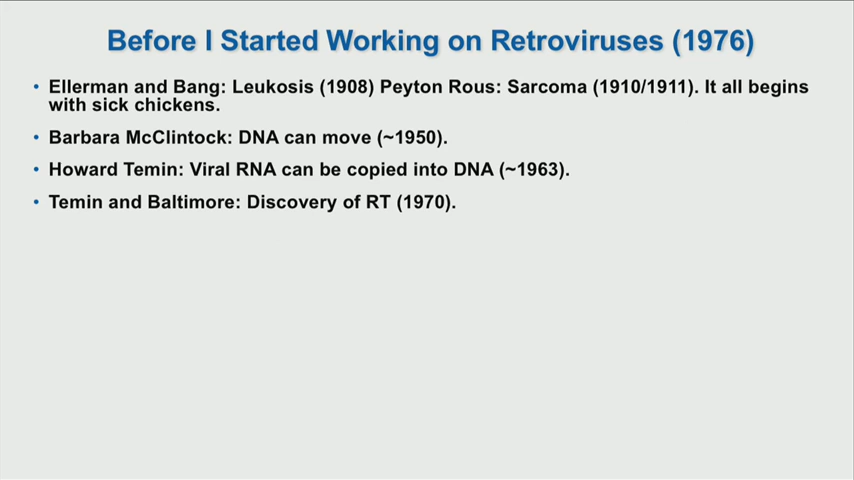 Before I Started Working on Retroviruses (1976)
• Ellerman and Bang: Leukosis (1908) Peyton Rous: Sarcoma (1910/1911). It all begins
with sick chickens.
• Barbara McClintock: DNA can move (~1950).
• Howard Temin: Viral RNA can be copied into DNA (~1963).
• Temin and Baltimore: Discovery of RT (1970).